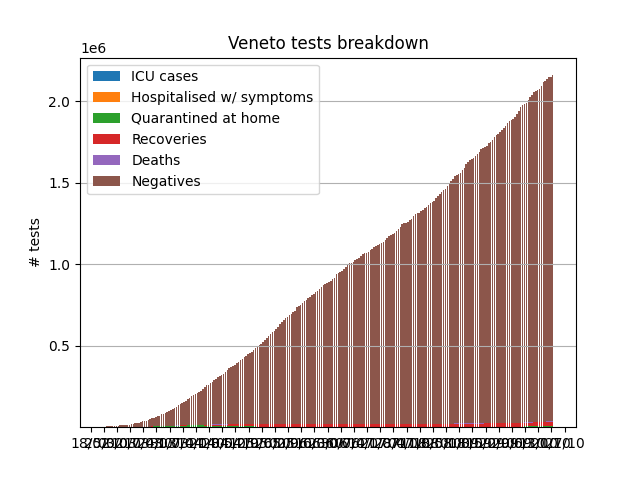 Veneto tests breakdown
1e6
ICU cases
Hospitalised w/ symptoms
Quarantined at home
Recoveries
Deaths
Negatives
# tests
2.0
1.5
1.0
0.5